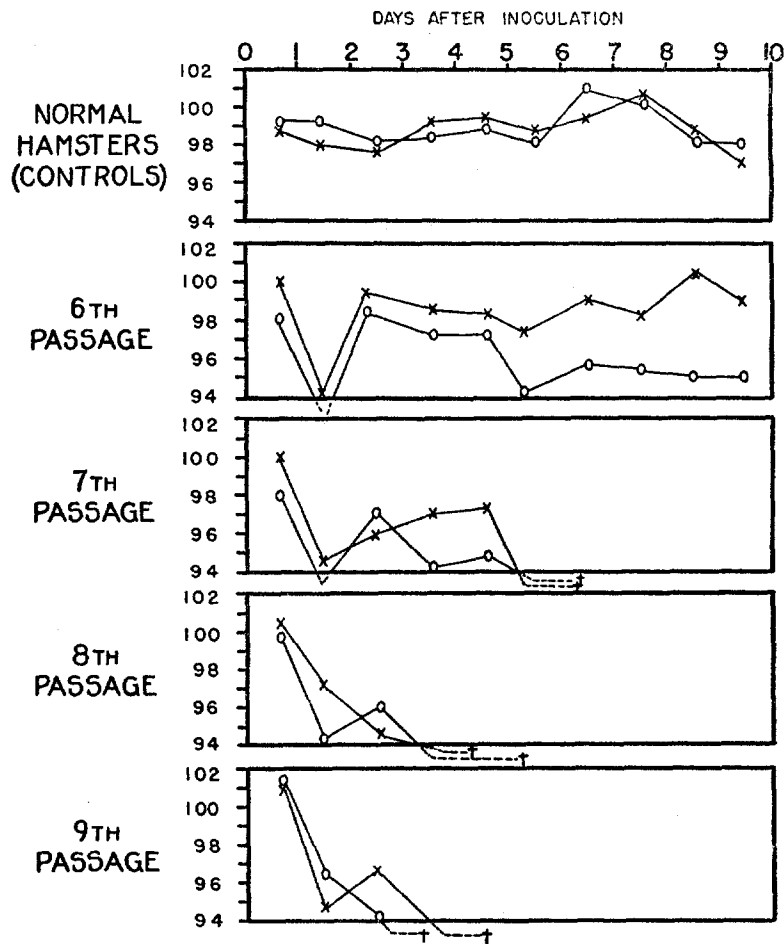 DAYS AFTER INOCULATION
0 1 2 3 4 5 6 7 8 9 10
NORMAL
HAMSTERS
(CONTROLS)
102
100
98
96
94
6TH
PASSAGE
102
100
98
96
94
7TH
PASSAGE
102
100
98
96
94
8TH
PASSAGE
102
100
98
96
94
9TH
PASSAGE
102
100
98
96
94